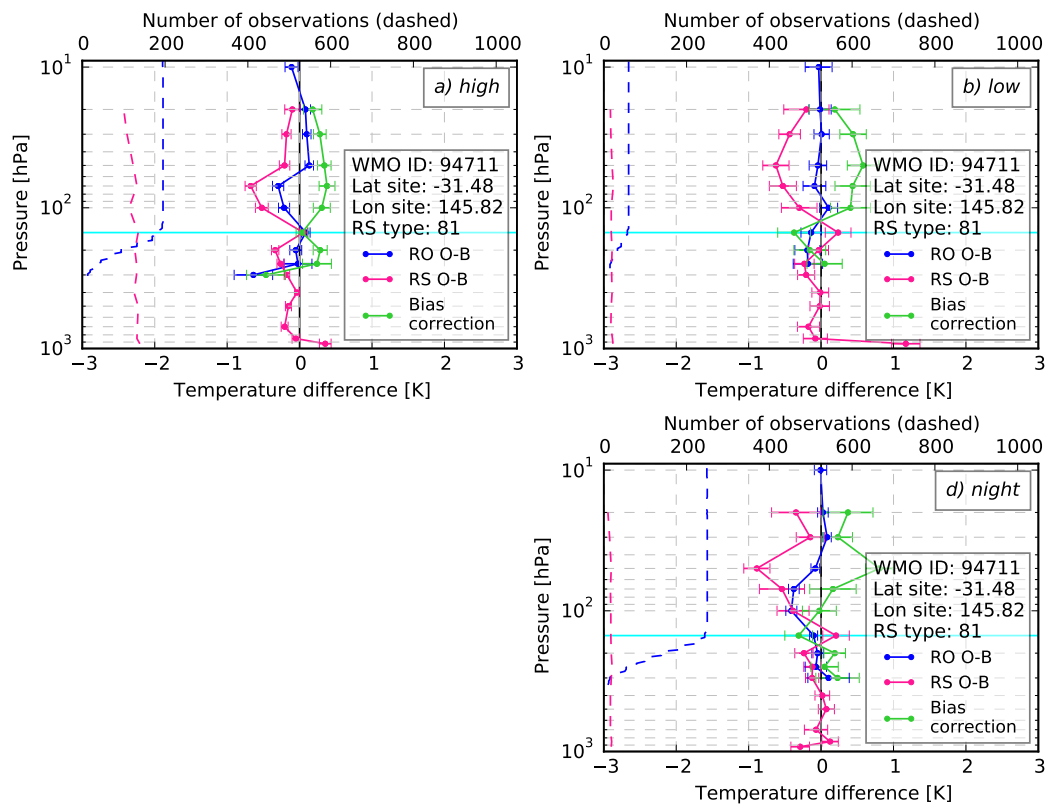 Number of observations (dashed)
0 200 400 600 800 1000
10¹
10²
10³
Pressure [hPa]
a) high
WMO ID: 94711
Lat site: -31.48
Lon site: 145.82
RS type: 81
RO O-B
RS O-B
Bias
correction
−3 −2 −1 0 1 2 3
Temperature difference [K]
Number of observations (dashed)
0 200 400 600 800 1000
10¹
10²
10³
Pressure [hPa]
b) low
WMO ID: 94711
Lat site: -31.48
Lon site: 145.82
RS type: 81
RO O-B
RS O-B
Bias
correction
−3 −2 −1 0 1 2 3
Temperature difference [K]
Number of observations (dashed)
0 200 400 600 800 1000
10¹
10²
10³
Pressure [hPa]
d) night
WMO ID: 94711
Lat site: -31.48
Lon site: 145.82
RS type: 81
RO O-B
RS O-B
Bias
correction
−3 −2 −1 0 1 2 3
Temperature difference [K]